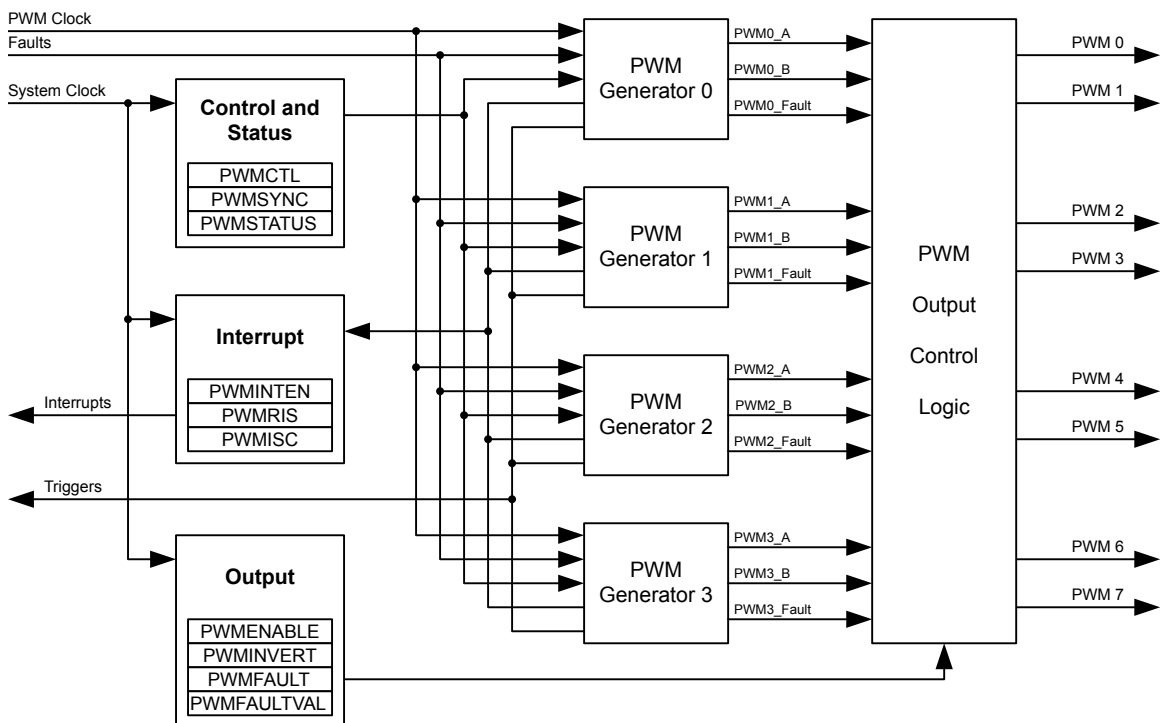 PWM Clock
Faults
System Clock
Control and
Status
PWMCTL
PWMSYNC
PWMSTATUS
Interrupt
PWMINTEN
PWMRIS
PWMISC
Interrupts
Triggers
Output
PWMENABLE
PWMINVERT
PWMFAULT
PWMFAULTVAL
PWM
Generator 0
PWM0_A
PWM0_B
PWM0_Fault
PWM
Generator 1
PWM1_A
PWM1_B
PWM1_Fault
PWM
Generator 2
PWM2_A
PWM2_B
PWM2_Fault
PWM
Generator 3
PWM3_A
PWM3_B
PWM3_Fault
PWM
Output
Control
Logic
PWM 0
PWM 1
PWM 2
PWM 3
PWM 4
PWM 5
PWM 6
PWM 7